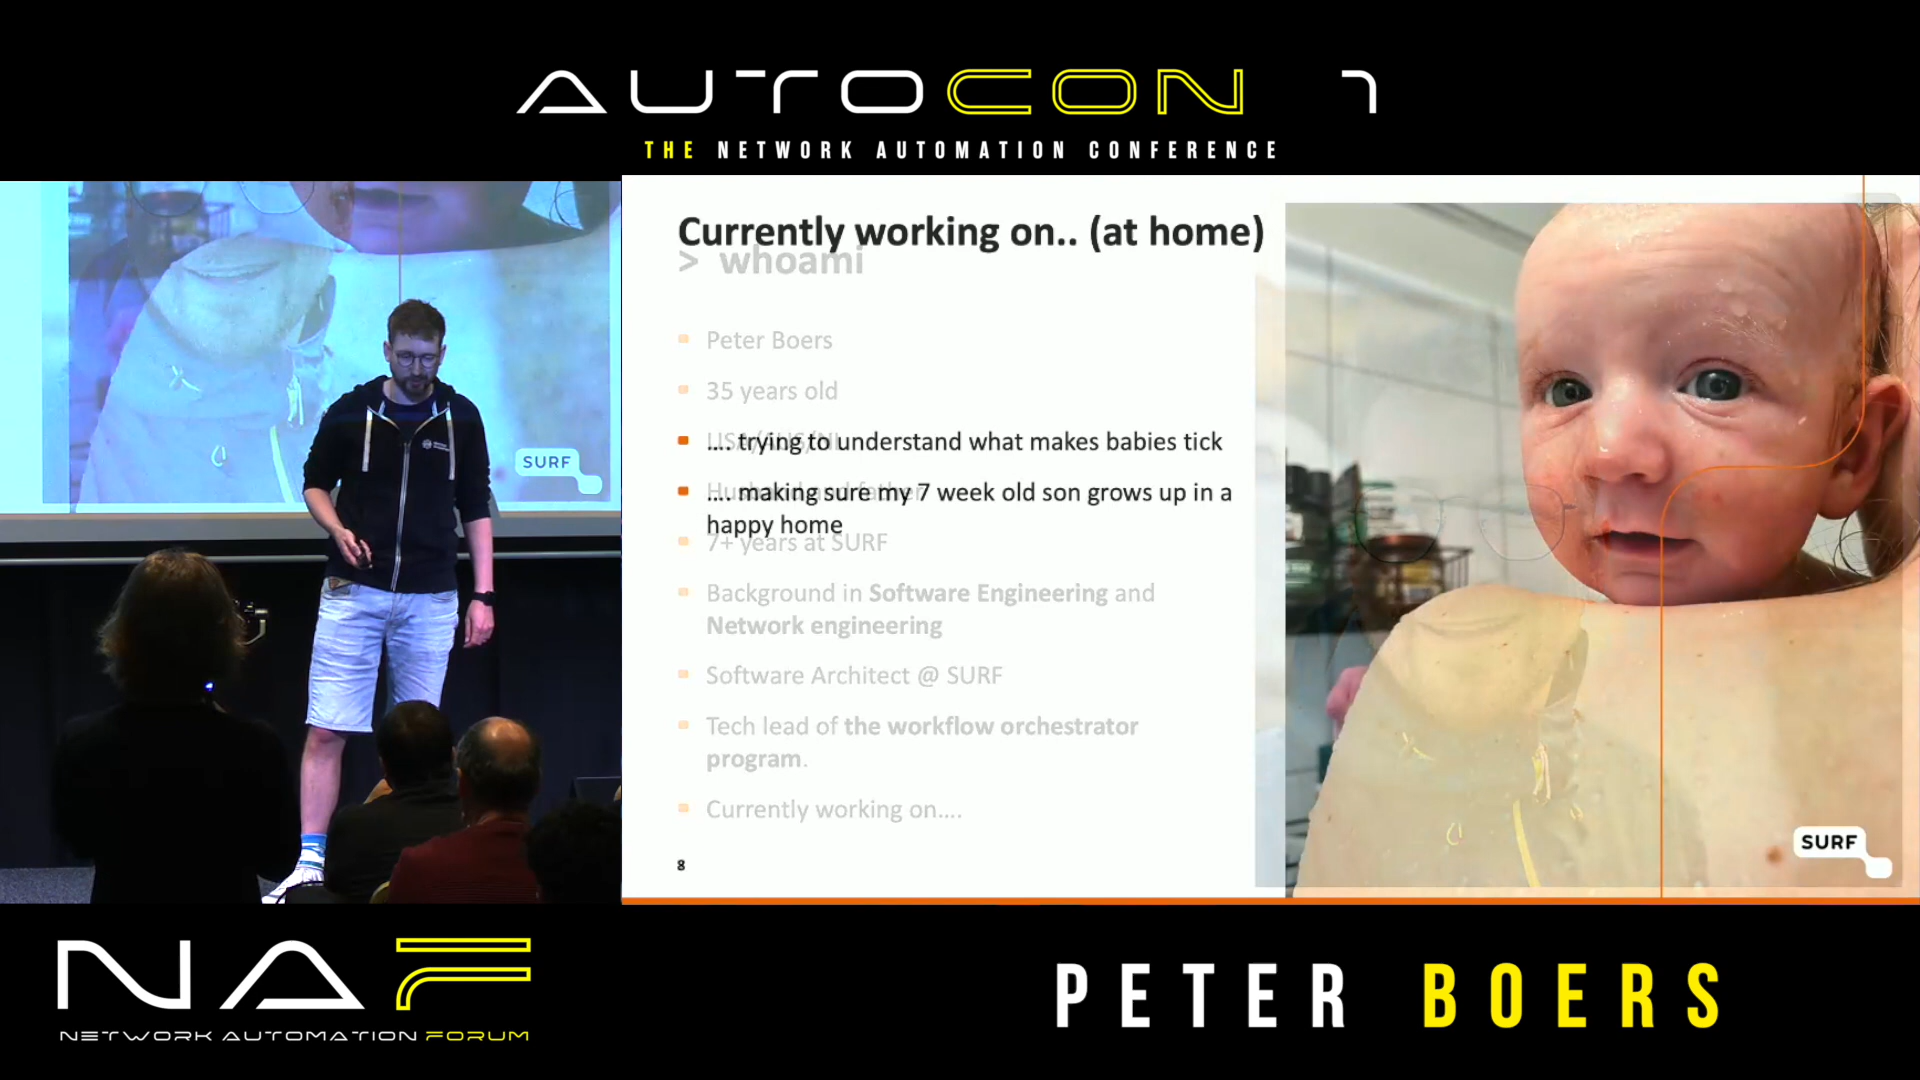 AUTOCON 1
THE NETWORK AUTOMATION CONFERENCE
Currently working on.. (at home)
> whoami
Peter Boers
35 years old
.... trying to understand what makes babies tick
.... making sure my 7 week old son grows up in a
happy home
7+ years at SURF
Background in Software Engineering and
Network engineering
Software Architect @ SURF
Tech lead of the workflow orchestrator
program.
Currently working on....
8
SURF
SURF
NAF
NETWORK AUTOMATION FORUM
PETER BOERS